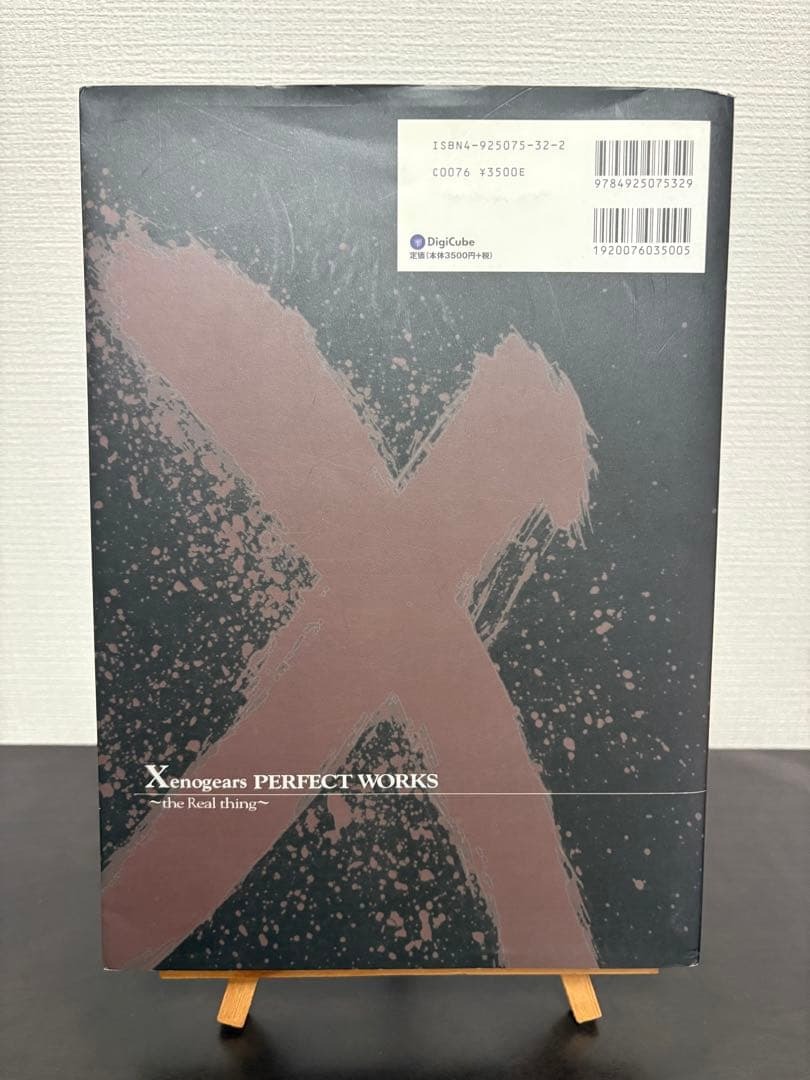 ISBN4-925075-32-2
C0076 ¥3500E
9784925075329
DigiCube
定価(本体3500円+税)
1920076035005
Xenogears PERFECT WORKS
~the Real thing~